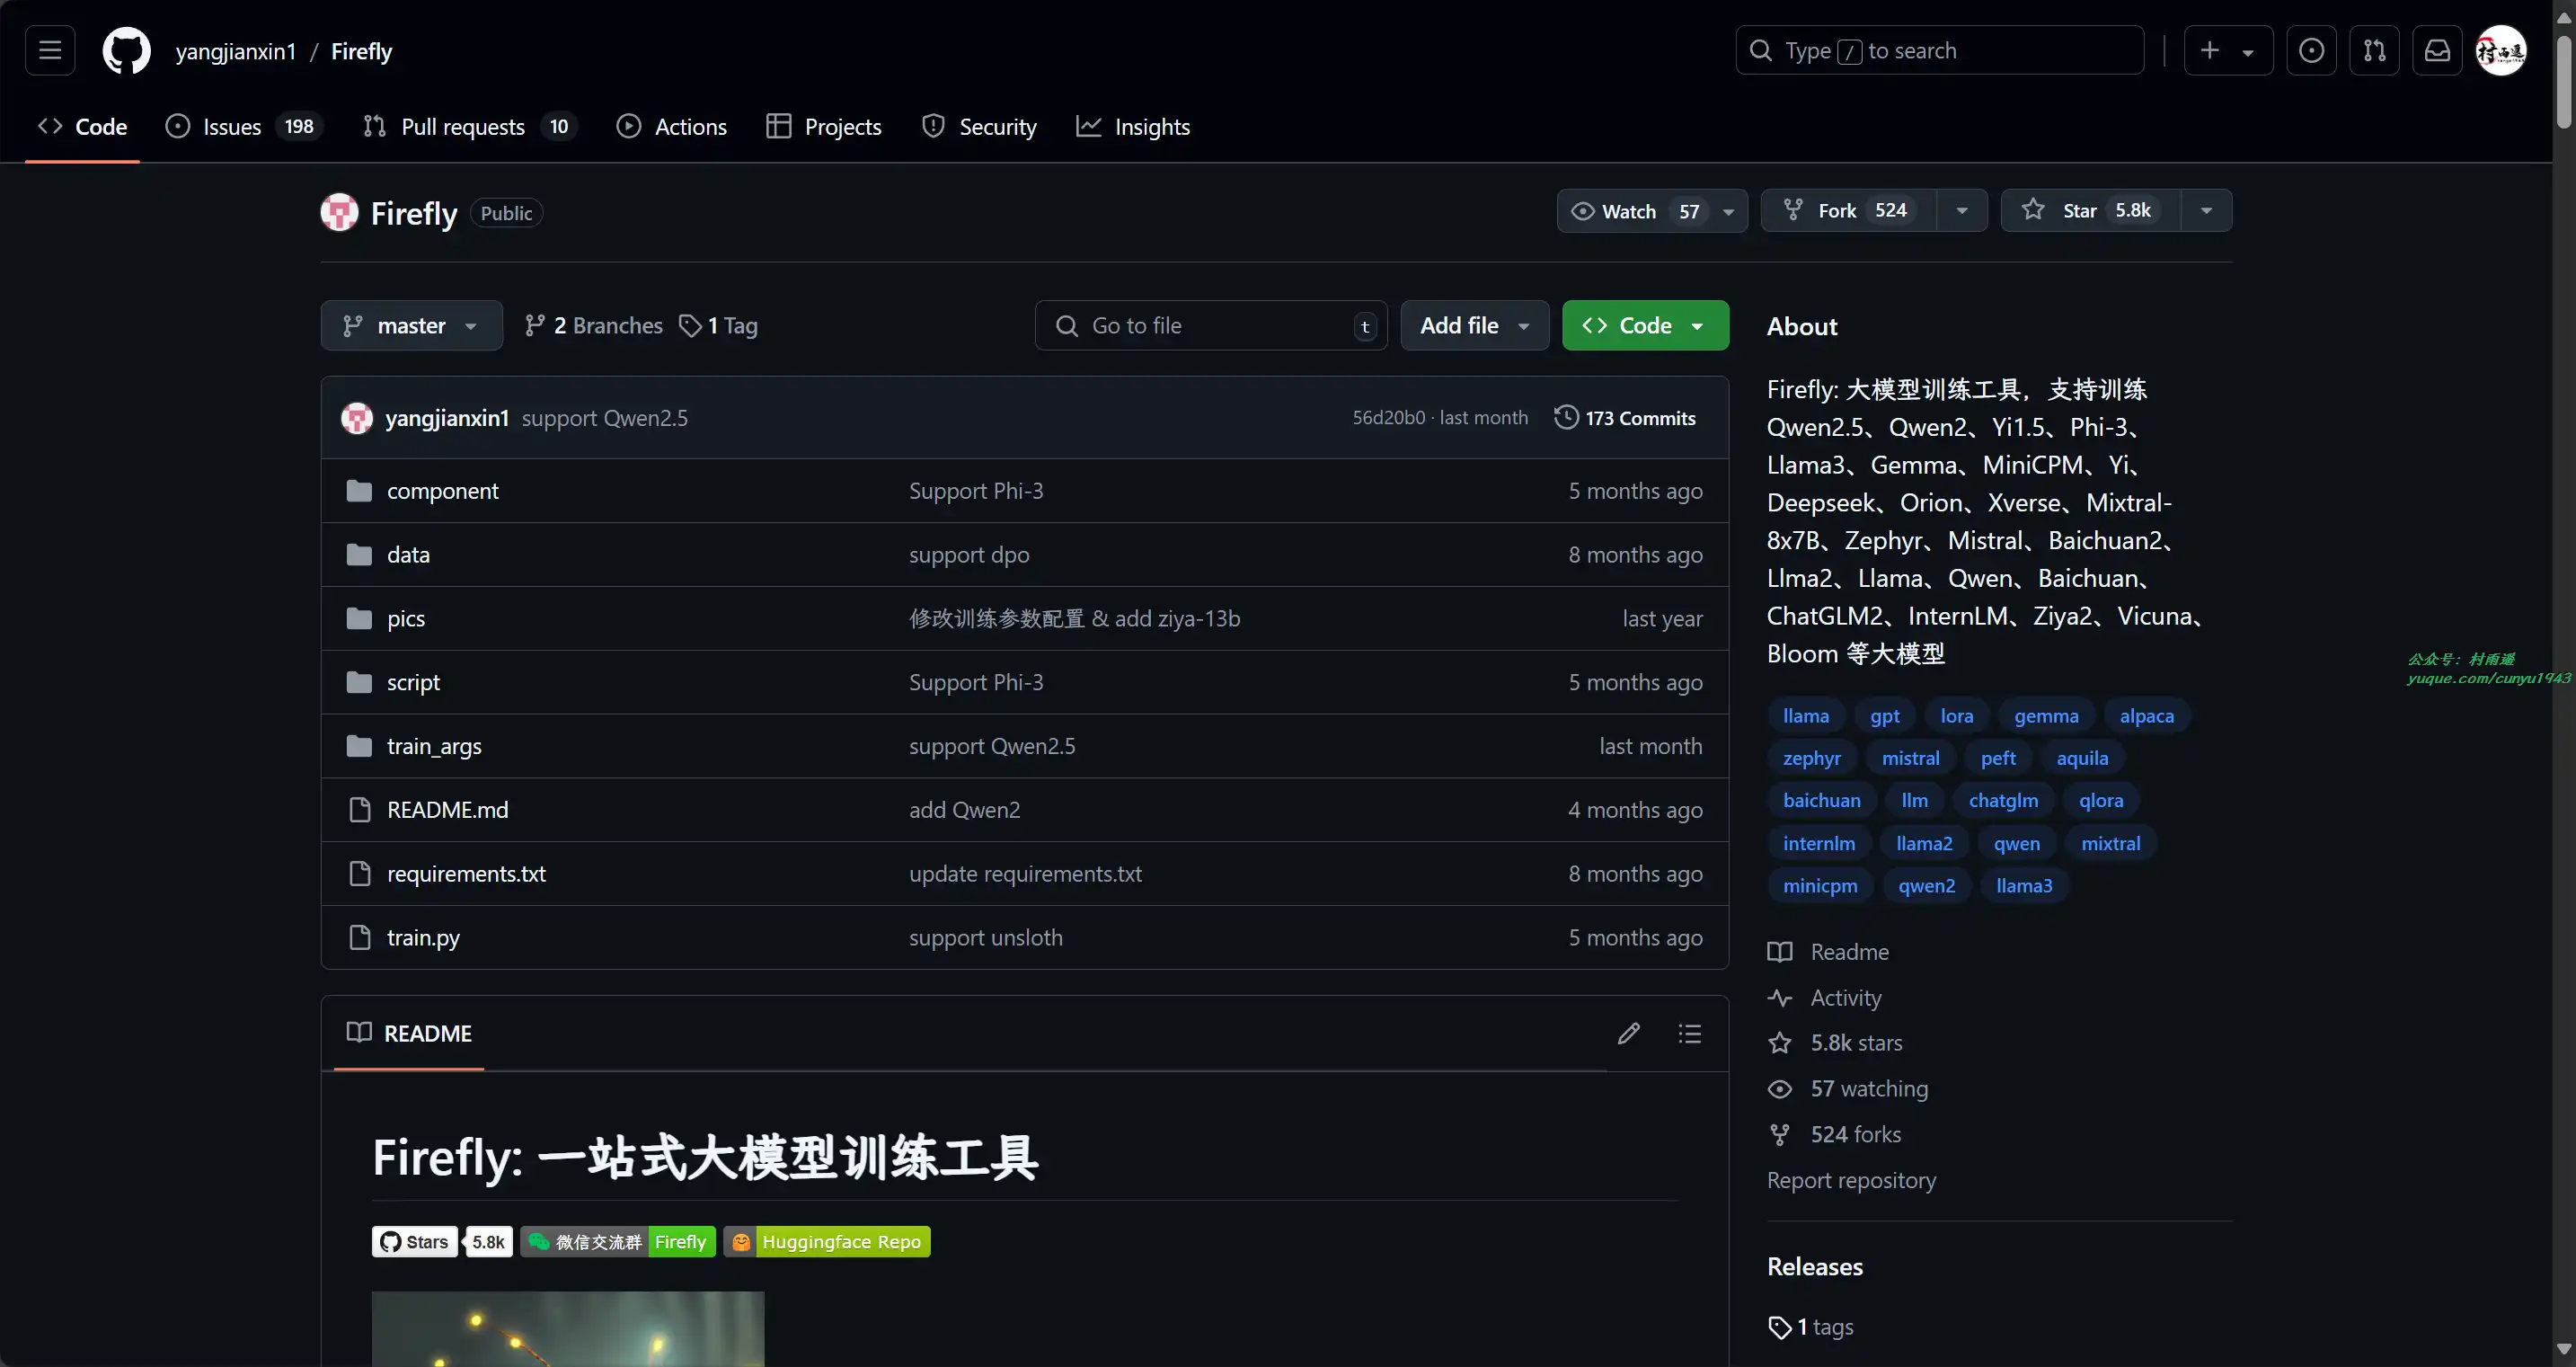 yangjianxin1 / Firefly
Type / to search
Code
Issues 198
Pull requests 10
Actions
Projects
Security
Insights
Firefly Public
Watch 57
Fork 524
Star 5.8k
master
2 Branches
1 Tag
Go to file t
Add file
Code
yangjianxin1 support Qwen2.5 56d20b0 · last month 173 Commits
component Support Phi-3 5 months ago
data support dpo 8 months ago
pics 修改训练参数配置 & add ziya-13b last year
script Support Phi-3 5 months ago
train_args support Qwen2.5 last month
README.md add Qwen2 4 months ago
requirements.txt update requirements.txt 8 months ago
train.py support unsloth 5 months ago
README
Firefly: 一站式大模型训练工具
Stars 5.8k 微信交流群 Firefly Huggingface Repo
About
Firefly: 大模型训练工具，支持训练
Qwen2.5、Qwen2、Yi1.5、Phi-3、
Llama3、Gemma、MiniCPM、Yi、
Deepseek、Orion、Xverse、Mixtral-
8x7B、Zephyr、Mistral、Baichuan2、
Llma2、Llama、Qwen、Baichuan、
ChatGLM2、InternLM、Ziya2、Vicuna、
Bloom 等大模型
llama gpt lora gemma alpaca
zephyr mistral peft aquila
baichuan llm chatglm qlora
internlm llama2 qwen mixtral
minicpm qwen2 llama3
Readme
Activity
5.8k stars
57 watching
524 forks
Report repository
Releases
1 tags
公众号：村雨遥
yuque.com/cunyu1943